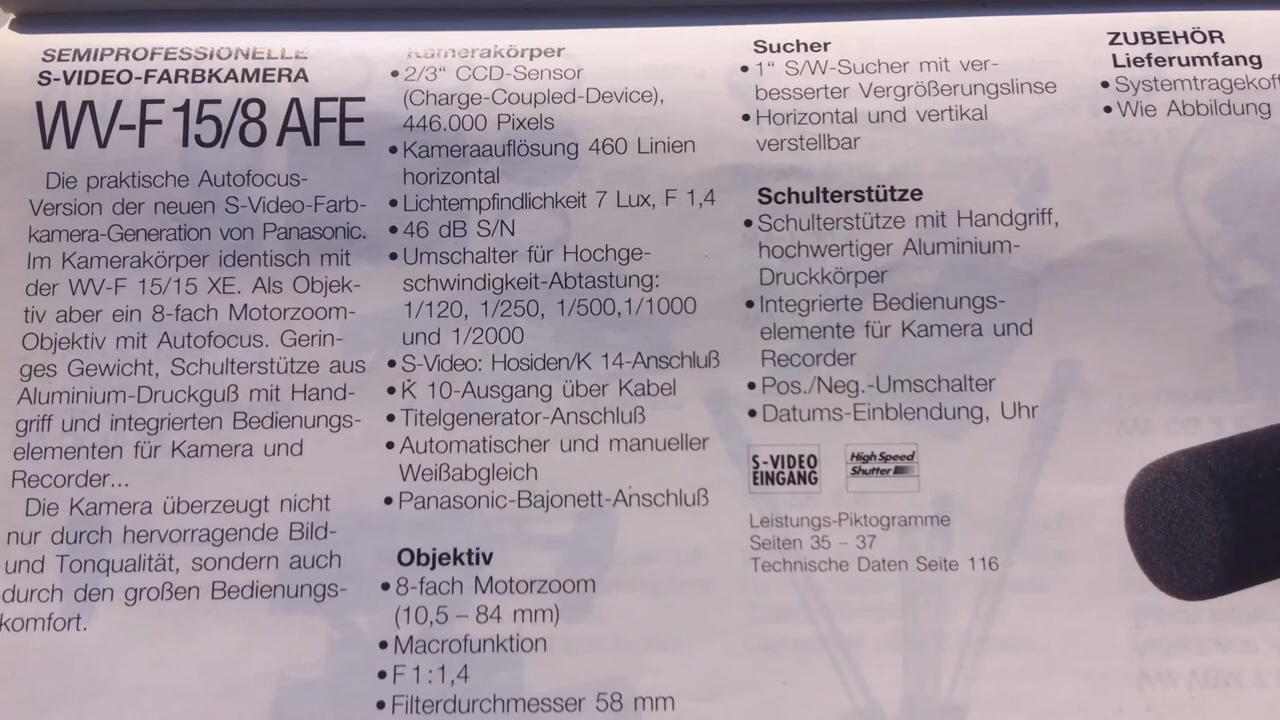 SEMIPROFESSIONELLE
S-VIDEO-FARBKAMERA
WV-F 15/8 AFE
Die praktische Autofocus-
Version der neuen S-Video-Farb-
kamera-Generation von Panasonic.
Im Kamerakörper identisch mit
der WV-F 15/15 XE. Als Objek-
tiv aber ein 8-fach Motorzoom-
Objektiv mit Autofocus. Gerin-
ges Gewicht, Schulterstütze aus
Aluminium-Druckguß mit Hand-
griff und integrierten Bedienungs-
elementen für Kamera und
Recorder...
Die Kamera überzeugt nicht
nur durch hervorragende Bild-
und Tonqualität, sondern auch
durch den großen Bedienungs-
komfort.
Kamerakörper
• 2/3“ CCD-Sensor
(Charge-Coupled-Device),
446.000 Pixels
• Kameraauflösung 460 Linien
horizontal
• Lichtempfindlichkeit 7 Lux, F 1,4
• 46 dB S/N
• Umschalter für Hochge-
schwindigkeit-Abtastung:
1/120, 1/250, 1/500,1/1000
und 1/2000
• S-Video: Hosiden/K 14-Anschluß
• K 10-Ausgang über Kabel
• Titelgenerator-Anschluß
• Automatischer und manueller
Weißabgleich
• Panasonic-Bajonett-Anschluß
Objektiv
• 8-fach Motorzoom
(10,5 – 84 mm)
• Macrofunktion
• F 1 : 1,4
• Filterdurchmesser 58 mm
Sucher
• 1“ S/W-Sucher mit ver-
besserter Vergrößerungslinse
• Horizontal und vertikal
verstellbar
Schulterstütze
• Schulterstütze mit Handgriff,
hochwertiger Aluminium-
Druckkörper
• Integrierte Bedienungs-
elemente für Kamera und
Recorder
• Pos./Neg.-Umschalter
• Datums-Einblendung, Uhr
S-VIDEO
EINGANG
High Speed
Shutter
Leistungs-Piktogramme
Seiten 35 – 37
Technische Daten Seite 116
ZUBEHÖR
Lieferumfang
• Systemtragekoff
• Wie Abbildung